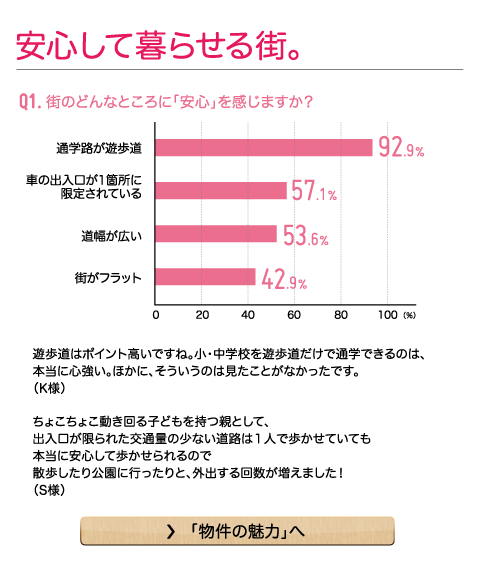 安心して暮らせる街。
Q1. 街のどんなところに「安心」を感じますか？
通学路が遊歩道
92.9%
車の出入口が1箇所に
限定されている
57.1%
道幅が広い
53.6%
街がフラット
42.9%
0 20 40 60 80 100 (%)
遊歩道はポイント高いですね。小・中学校を遊歩道だけで通学できるのは、
本当に心強い。ほかに、そういうのは見たことがなかったです。
（K様）
ちょこちょこ動き回る子どもを持つ親として、
出入口が限られた交通量の少ない道路は１人で歩かせていても
本当に安心して歩かせられるので
散歩したり公園に行ったりと、外出する回数が増えました！
（S様）
❯ 「物件の魅力」へ